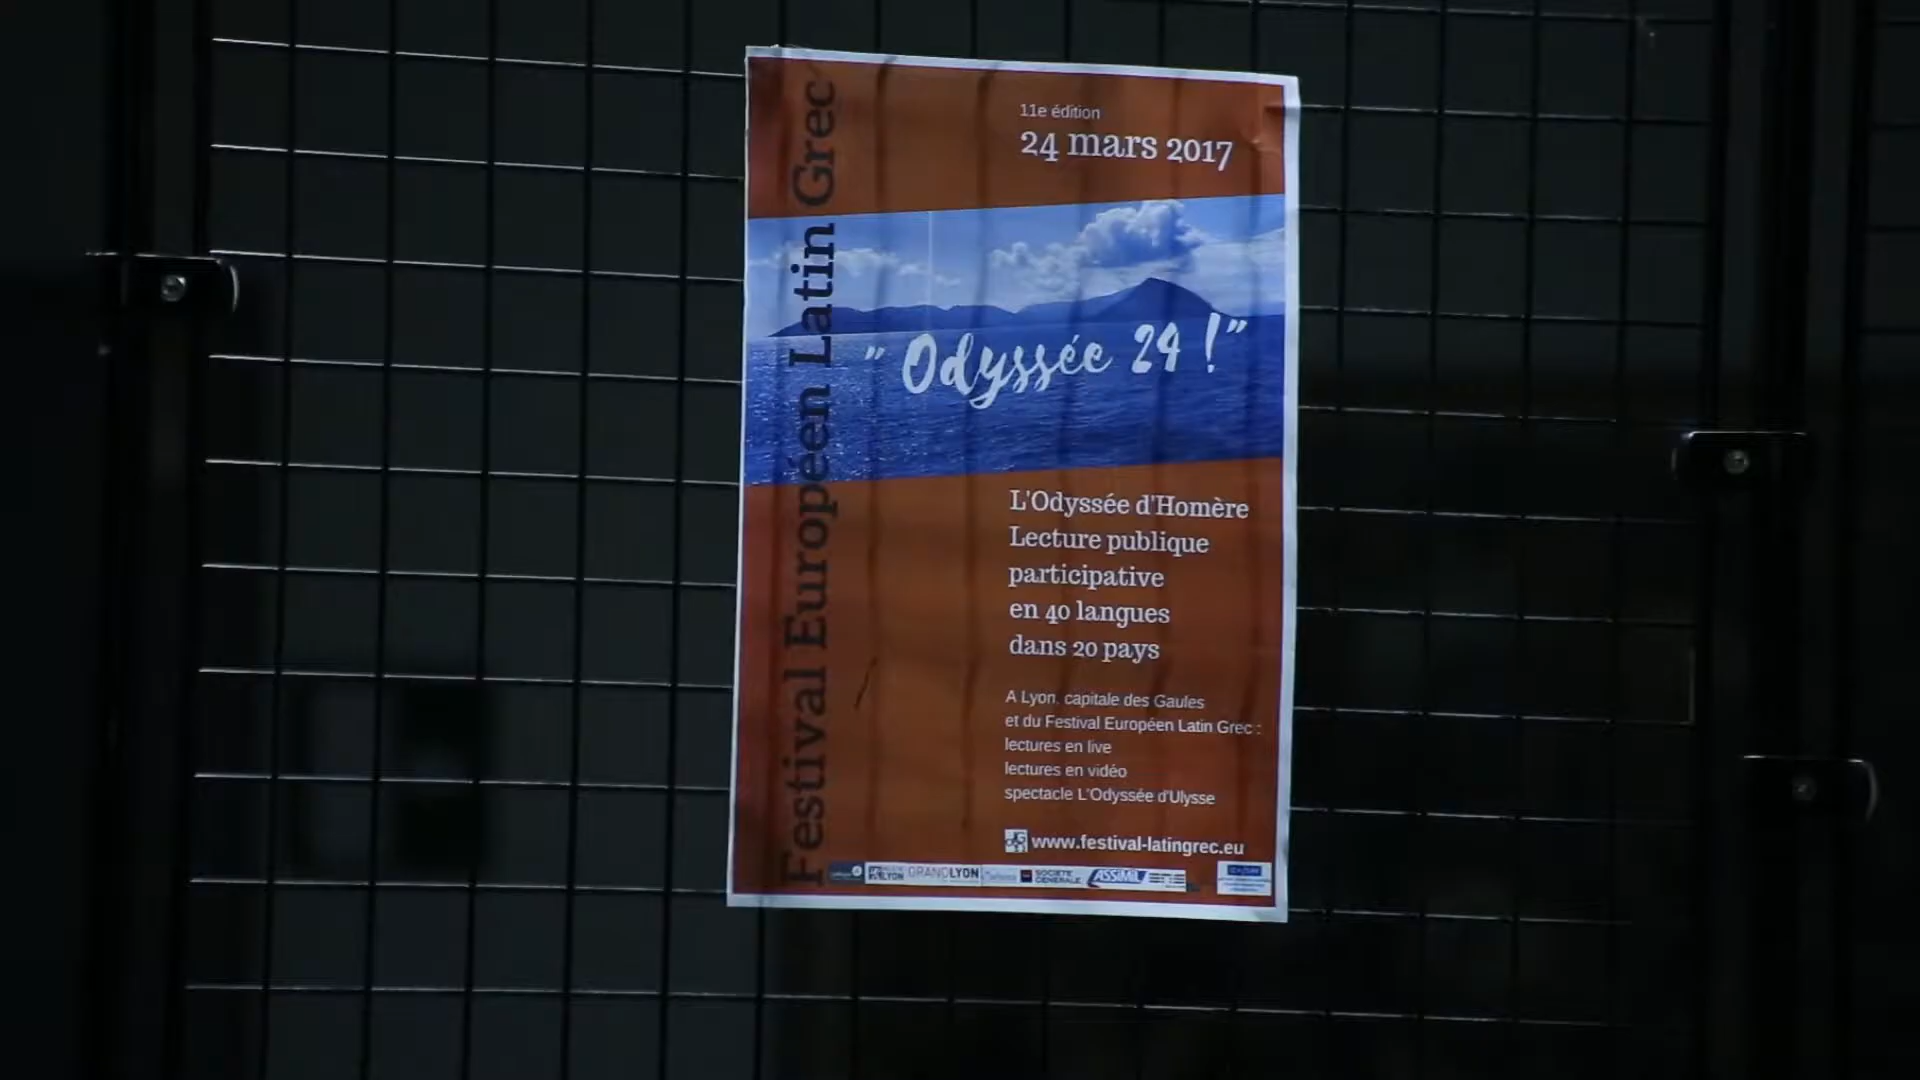 Festival Européen Latin Grec
11e édition
24 mars 2017
" Odyssée 24 !"
L'Odyssée d'Homère
Lecture publique
participative
en 40 langues
dans 20 pays
A Lyon, capitale des Gaules
et du Festival Européen Latin Grec :
lectures en live
lectures en vidéo
spectacle L'Odyssée d'Ulysse
www.festival-latingrec.eu
LYON GRANDLYON SOCIETE GENERALE ASSiMiL